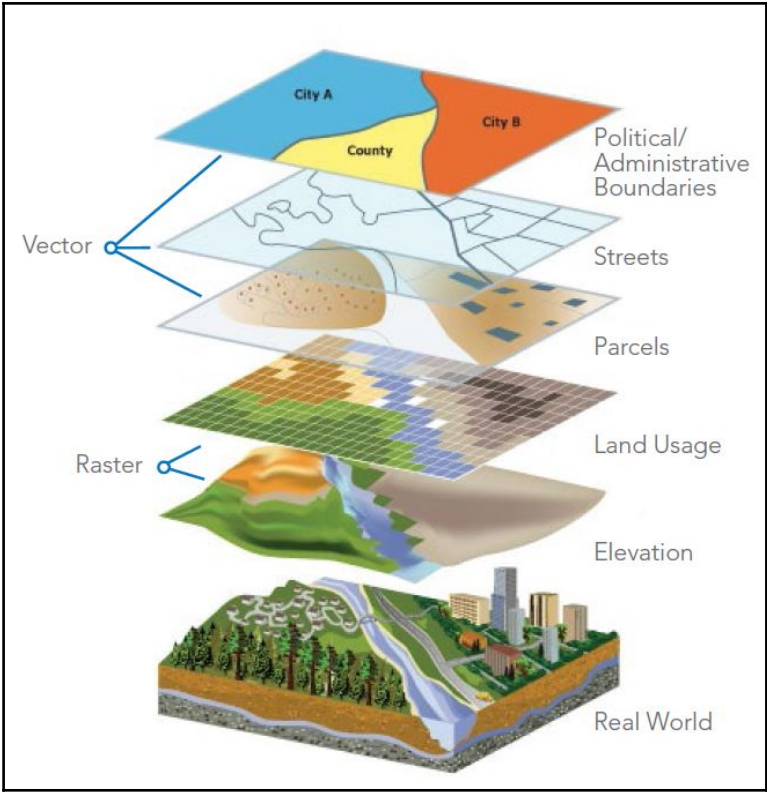 City A
City B
County
Political/
Administrative
Boundaries
Vector
Streets
Parcels
Land Usage
Raster
Elevation
Real World